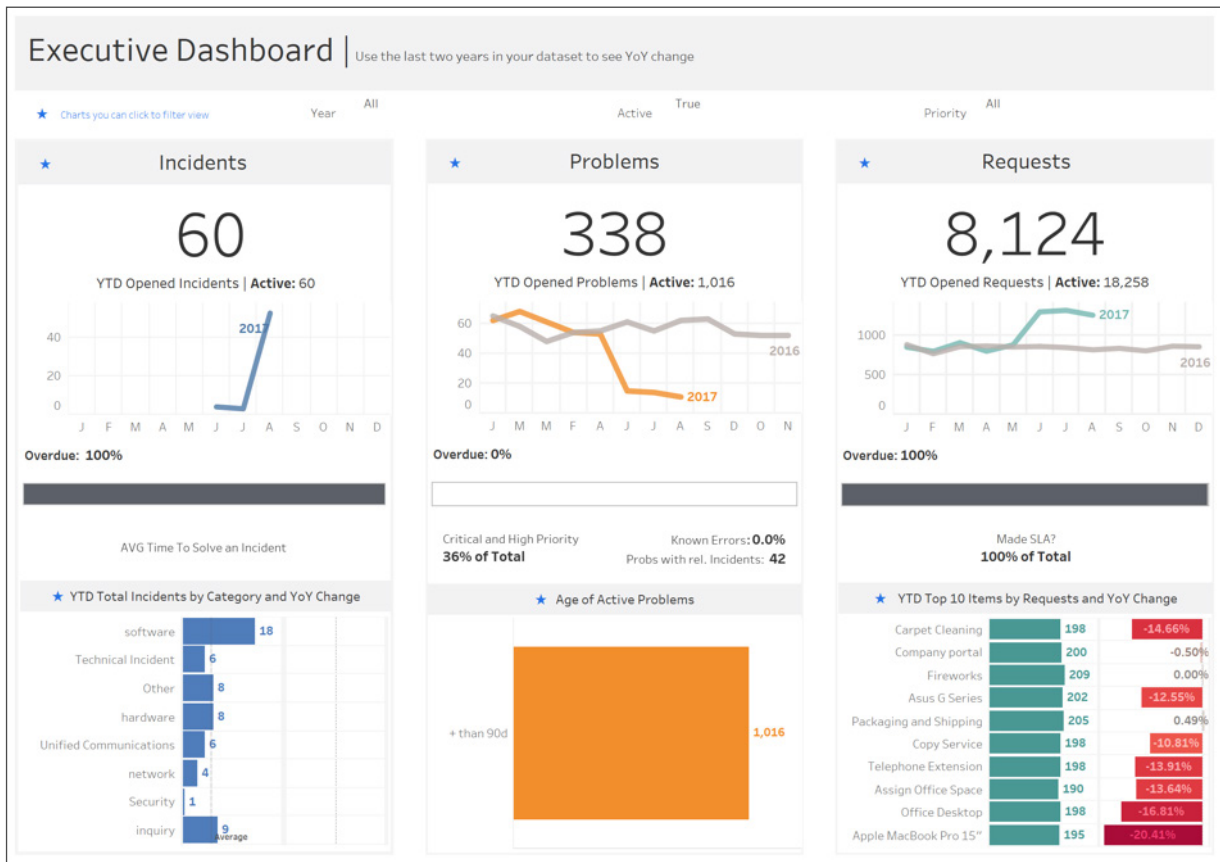 Executive Dashboard | Use the last two years in your dataset to see YoY change
Charts you can click to filter view
Year All
Active True
Priority All
Incidents
60
YTD Opened Incidents | Active: 60
40
20
0
2017
J F M A M J J A S O N D
Overdue: 100%
AVG Time To Solve an Incident
YTD Total Incidents by Category and YoY Change
software 18
Technical Incident 6
Other 8
hardware 8
Unified Communications 6
network 4
Security 1
inquiry 9
Average
Problems
338
YTD Opened Problems | Active: 1,016
60
40
20
0
2016
2017
J M M F A J J A S D O N
Overdue: 0%
Critical and High Priority
36% of Total
Known Errors: 0.0%
Probs with rel. Incidents: 42
Age of Active Problems
+ than 90d 1,016
Requests
8,124
YTD Opened Requests | Active: 18,258
1000
500
0
2017
2016
J F M A M J J A S O N D
Overdue: 100%
Made SLA?
100% of Total
YTD Top 10 Items by Requests and YoY Change
Carpet Cleaning 198 -14.66%
Company portal 200 -0.50%
Fireworks 209 0.00%
Asus G Series 202 -12.55%
Packaging and Shipping 205 0.49%
Copy Service 198 -10.81%
Telephone Extension 198 -13.91%
Assign Office Space 190 -13.64%
Office Desktop 198 -16.81%
Apple MacBook Pro 15" 195 -20.41%